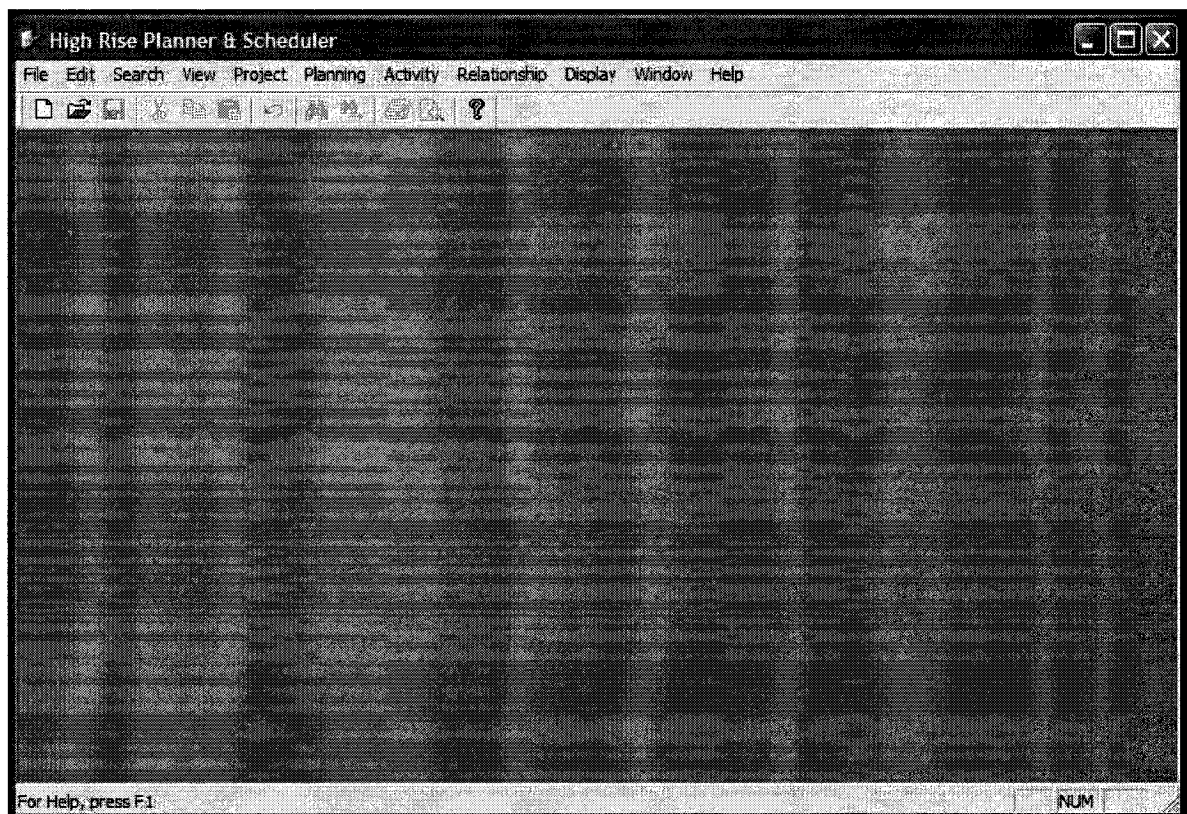 High Rise Planner & Scheduler
File Edit Search View Project Planning Activity Relationship Display Window Help
For Help, press F1 NUM